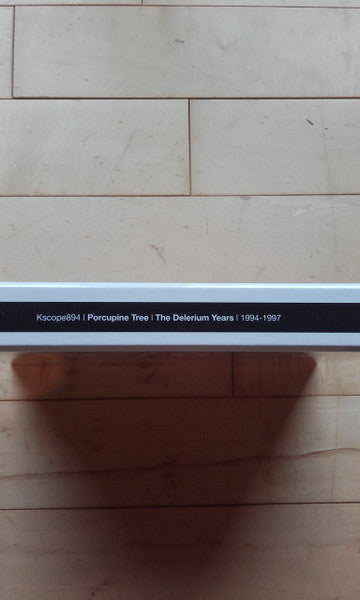 Kscope894 | Porcupine Tree | The Delerium Years | 1994-1997